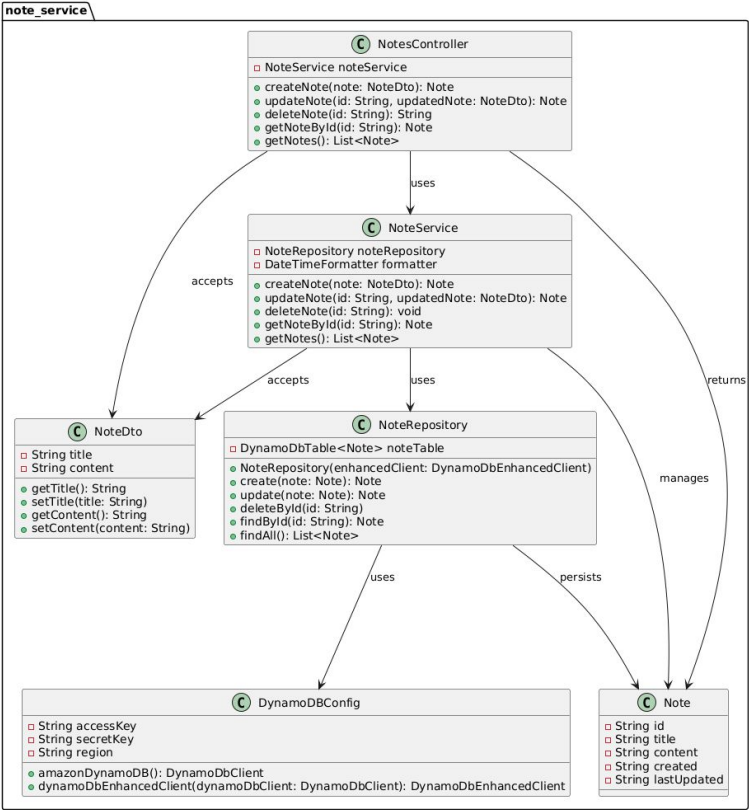 note_service
C NotesController
NoteService noteService
createNote(note: NoteDto): Note
updateNote(id: String, updatedNote: NoteDto): Note
deleteNote(id: String): String
getNoteById(id: String): Note
getNotes(): List<Note>
uses
C NoteService
NoteRepository noteRepository
DateTimeFormatter formatter
createNote(note: NoteDto): Note
updateNote(id: String, updatedNote: NoteDto): Note
deleteNote(id: String): void
getNoteById(id: String): Note
getNotes(): List<Note>
accepts
accepts
uses
returns
C NoteDto
String title
String content
getTitle(): String
setTitle(title: String)
getContent(): String
setContent(content: String)
C NoteRepository
DynamoDbTable<Note> noteTable
NoteRepository(enhancedClient: DynamoDbEnhancedClient)
create(note: Note): Note
update(note: Note): Note
deleteById(id: String)
findById(id: String): Note
findAll(): List<Note>
manages
uses
persists
C DynamoDBConfig
String accessKey
String secretKey
String region
amazonDynamoDB(): DynamoDbClient
dynamoDbEnhancedClient(dynamoDbClient: DynamoDbClient): DynamoDbEnhancedClient
C Note
String id
String title
String content
String created
String lastUpdated